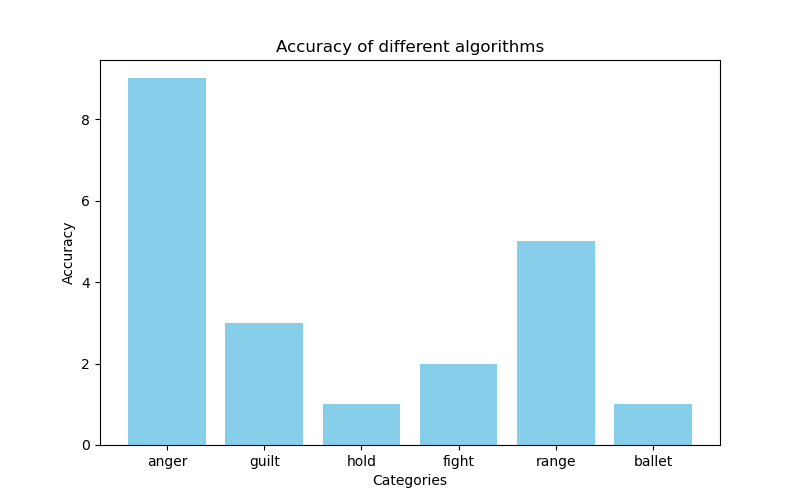 Accuracy of different algorithms
Accuracy
8
6
4
2
0
anger guilt hold fight range ballet
Categories